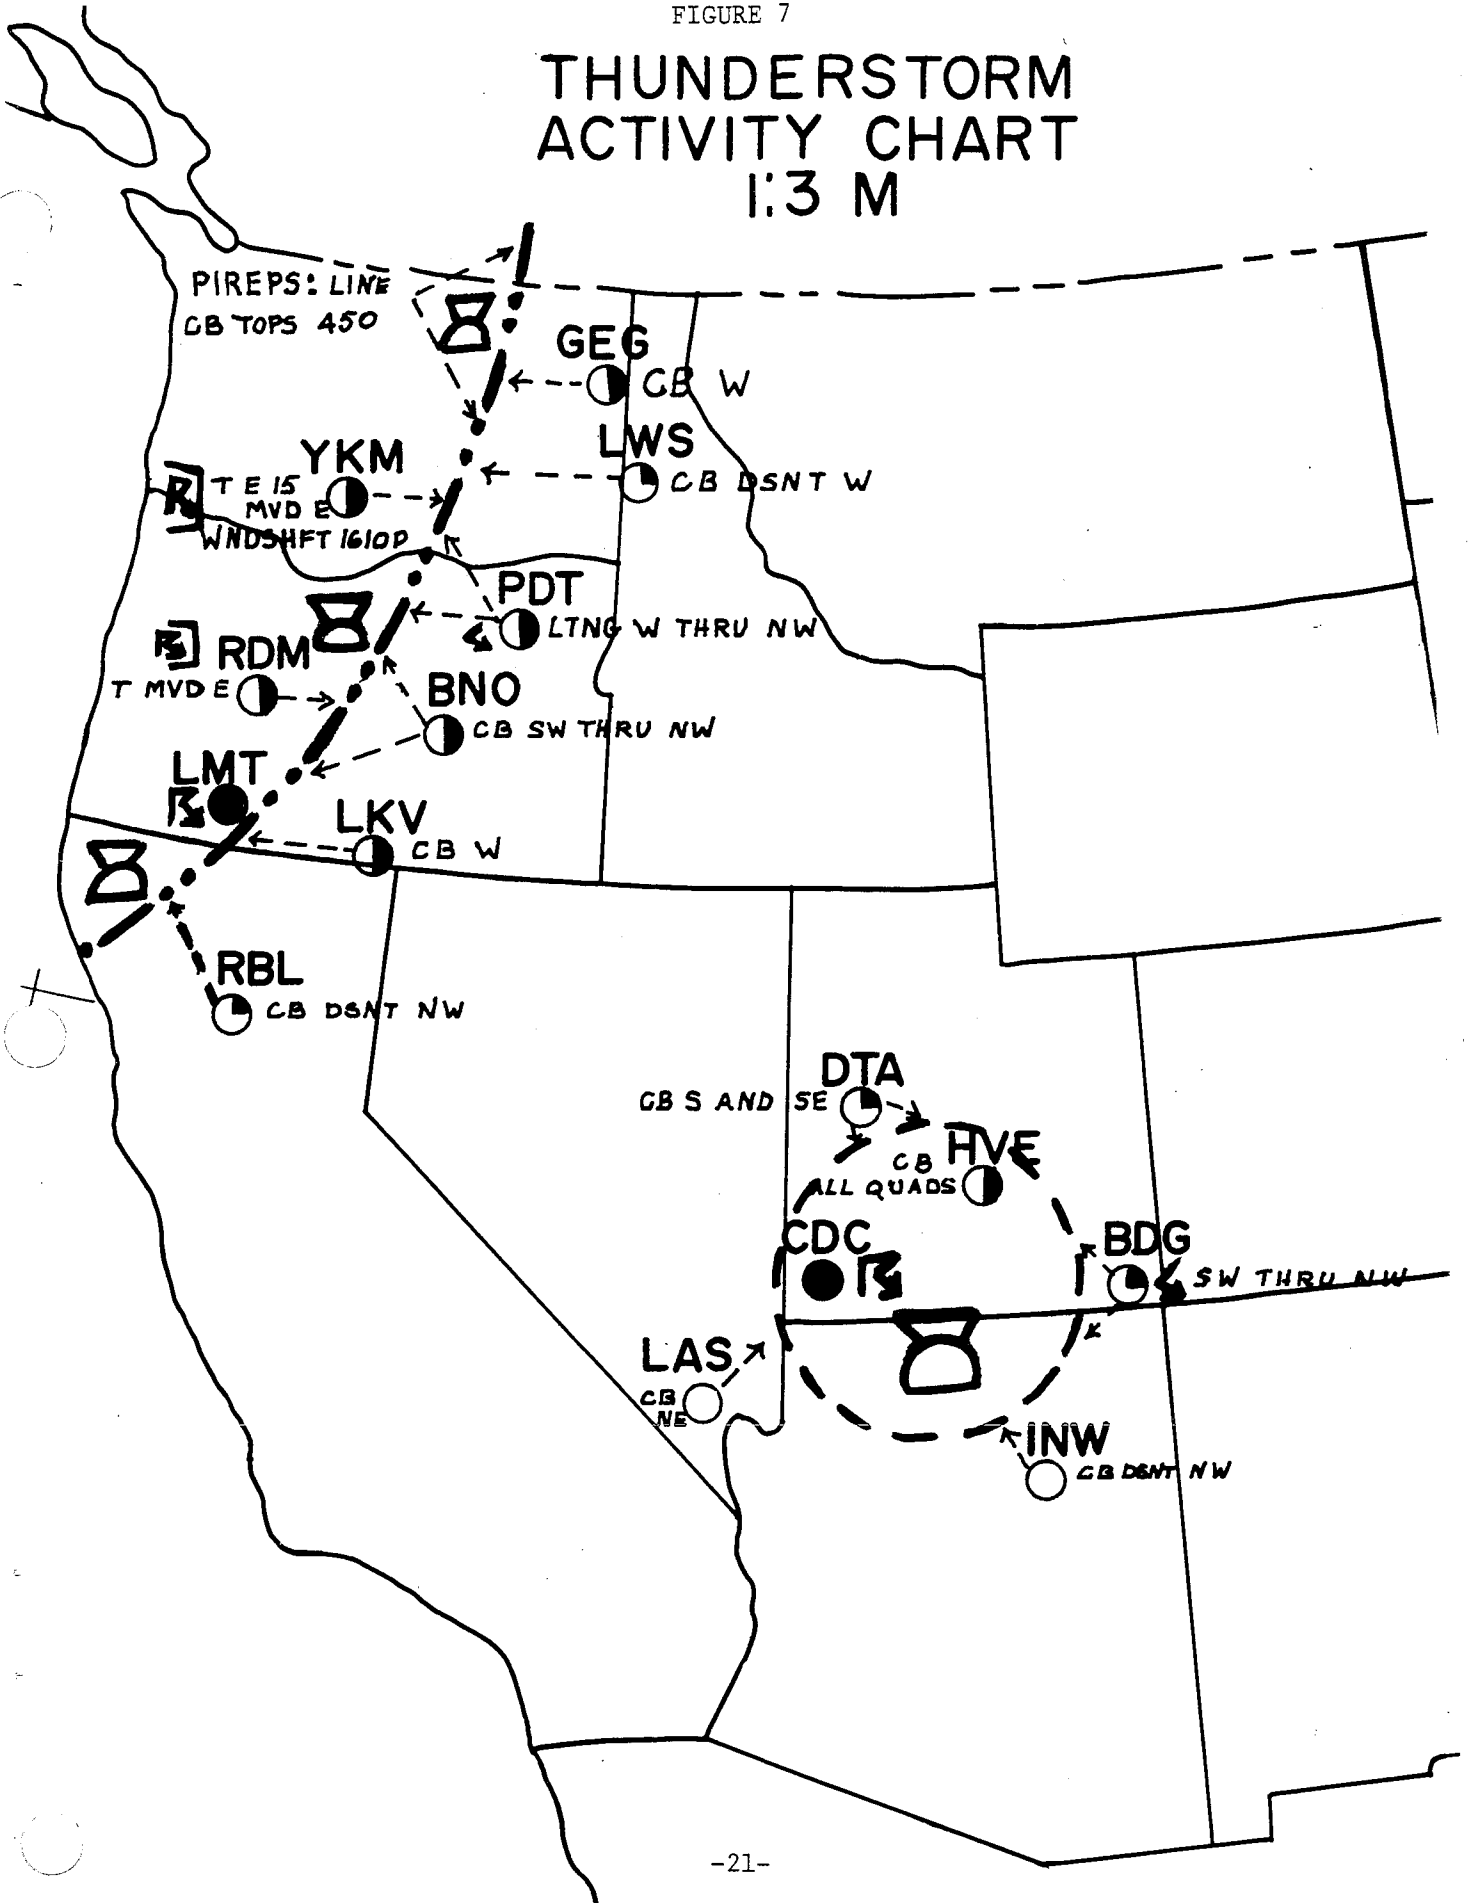 FIGURE 7
THUNDERSTORM
ACTIVITY CHART
1:3 M
PIREPS: LINE
CB TOPS 450
GEG
CB W
LWS
CB DSNT W
YKM
T E 15
MVD E
WNDSHFT 1610P
PDT
LTNG W THRU NW
RDM
T MVD E
BNO
CB SW THRU NW
LMT
LKV
CB W
RBL
CB DSNT NW
DTA
CB S AND SE
HVE
CB
ALL QUADS
CDC
BDG
SW THRU NW
LAS
CB
NE
INW
CB DSNT NW
-21-